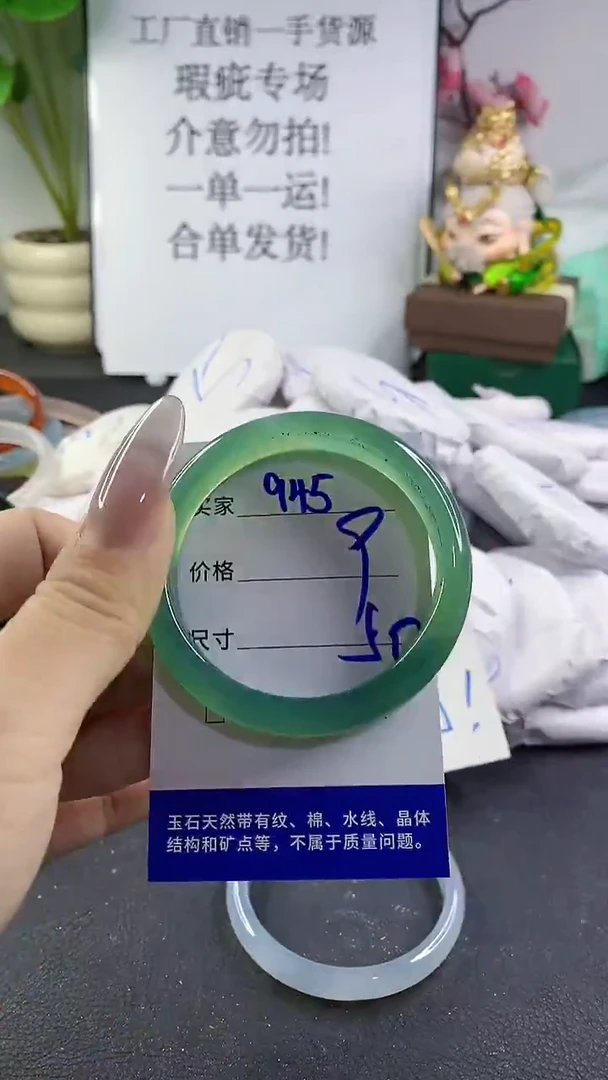 工厂直销一手货源
瑕疵专场
介意勿拍!
一单一运!
合单发货!
买家 945
价格
尺寸
!
玉石天然带有纹、棉、水线、晶体
结构和矿点等，不属于质量问题。